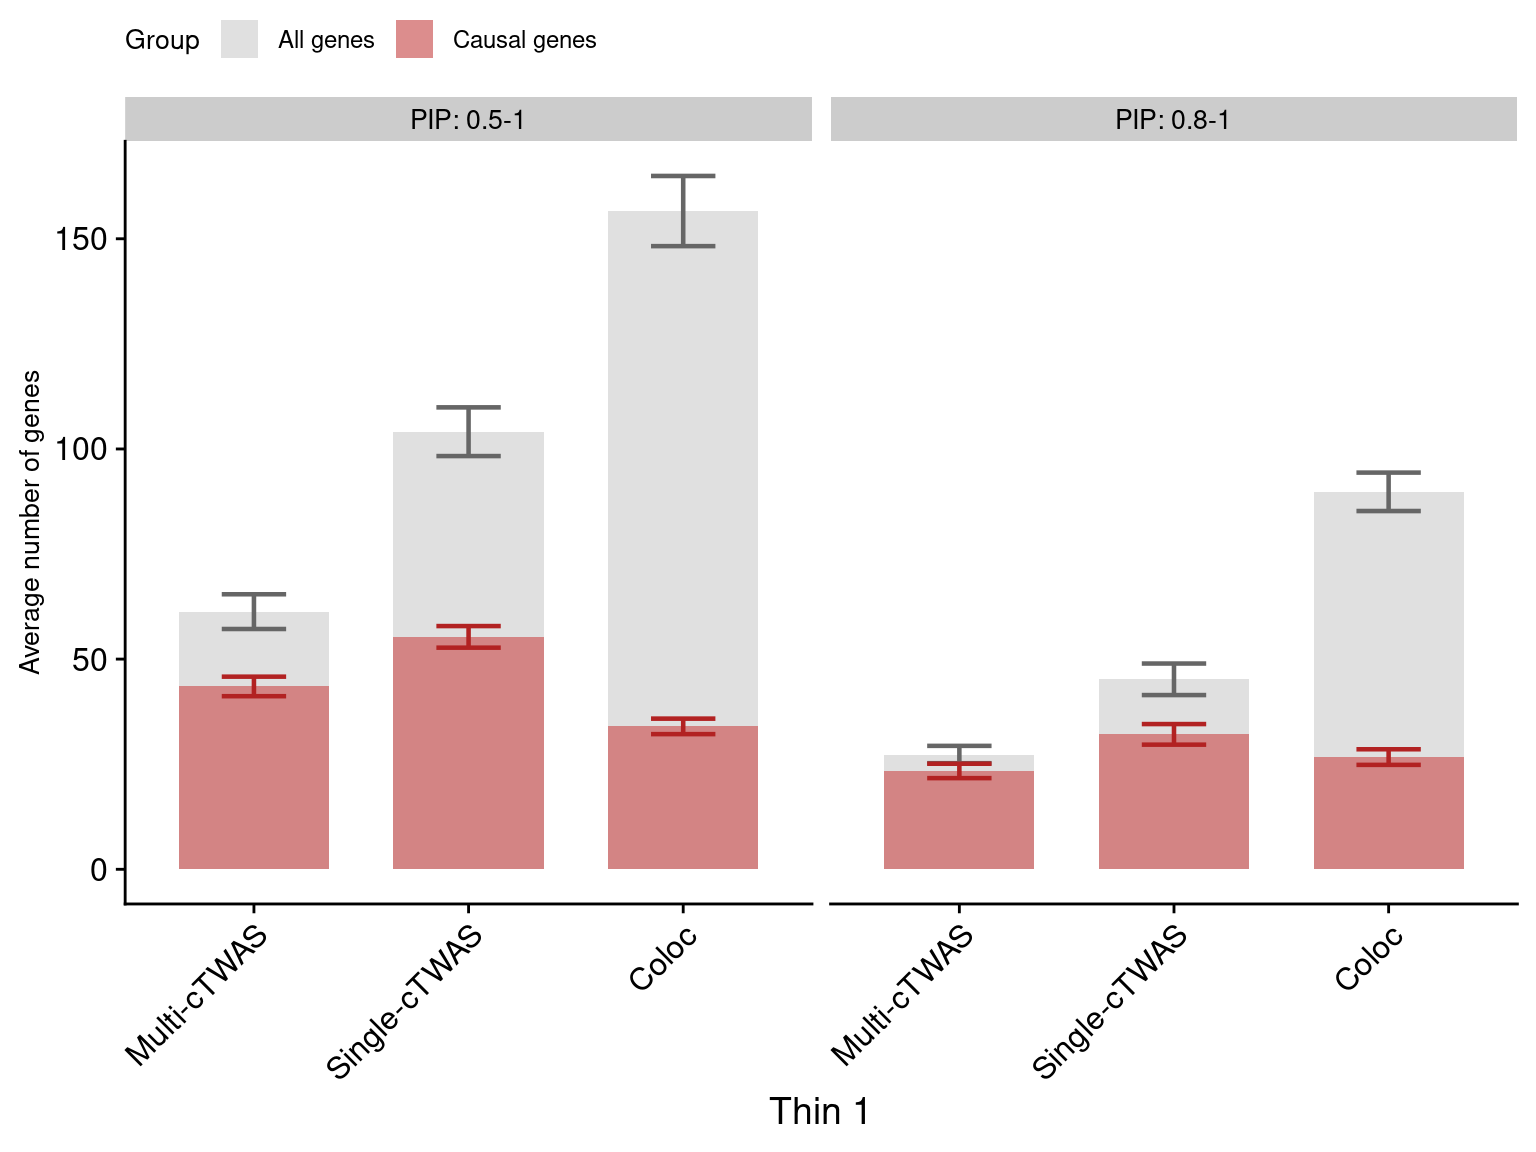 Group All genes Causal genes
PIP: 0.5-1 PIP: 0.8-1
Average number of genes
150
100
50
0
Multi-cTWAS Single-cTWAS Coloc Multi-cTWAS Single-cTWAS Coloc
Thin 1